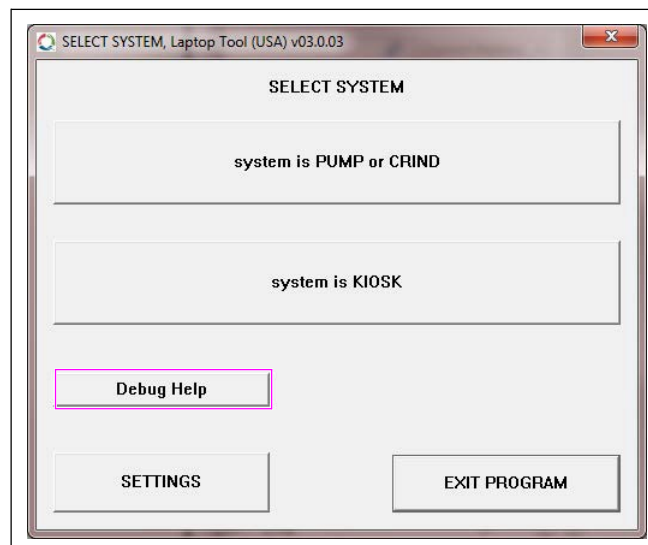 SELECT SYSTEM, Laptop Tool (USA) v03.0.03
SELECT SYSTEM
system is PUMP or CRIND
system is KIOSK
Debug Help
SETTINGS
EXIT PROGRAM